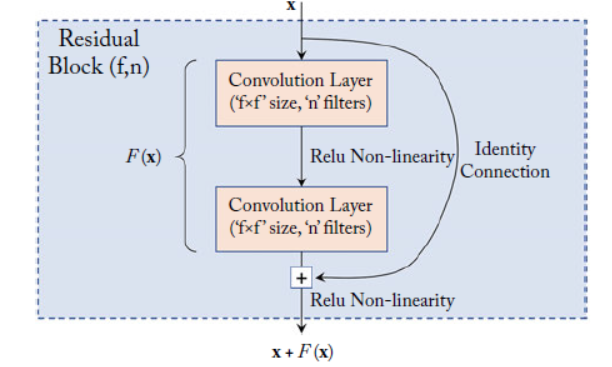 x
Residual
Block (f,n)
Convolution Layer
('f×f' size, 'n' filters)
F(x)
Relu Non-linearity
Identity
Connection
Convolution Layer
('f×f' size, 'n' filters)
+
Relu Non-linearity
x + F(x)